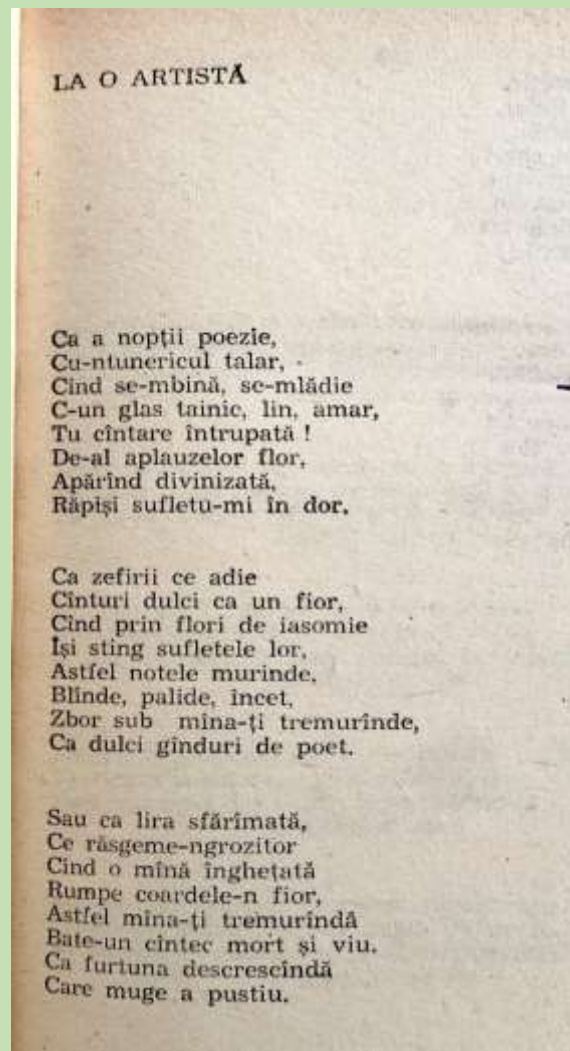 LA O ARTISTĂ
Ca a nopții poezie,
Cu-ntunericul talar,
Cînd se-mbină, se-mlădie
C-un glas tainic, lin, amar,
Tu cîntare întrupată !
De-al aplauzelor flor,
Apărînd divinizată,
Răpiși sufletu-mi în dor.
Ca zefirii ce adie
Cînturi dulci ca un fior,
Cînd prin flori de iasomie
Își sting sufletele lor,
Astfel notele murinde,
Blînde, palide, încet,
Zbor sub mîna-ți tremurînde,
Ca dulci gînduri de poet.
Sau ca lira sfărîmată,
Ce răsgeme-ngrozitor
Cînd o mînă înghețată
Rumpe coardele-n fior,
Astfel mîna-ți tremurîndă
Bate-un cîntec mort și viu.
Ca furtuna descrescîndă
Care muge a pustiu.